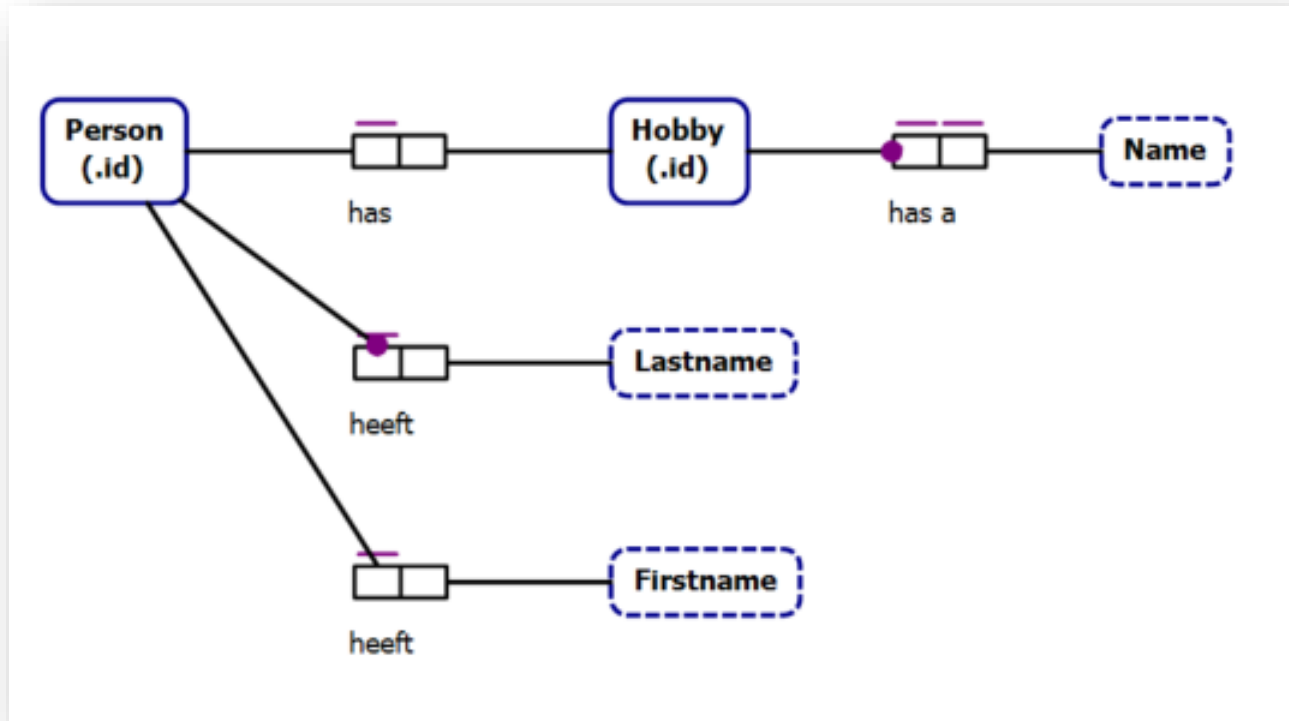 Person
(.id)
has
Hobby
(.id)
has a
Name
heeft
Lastname
heeft
Firstname